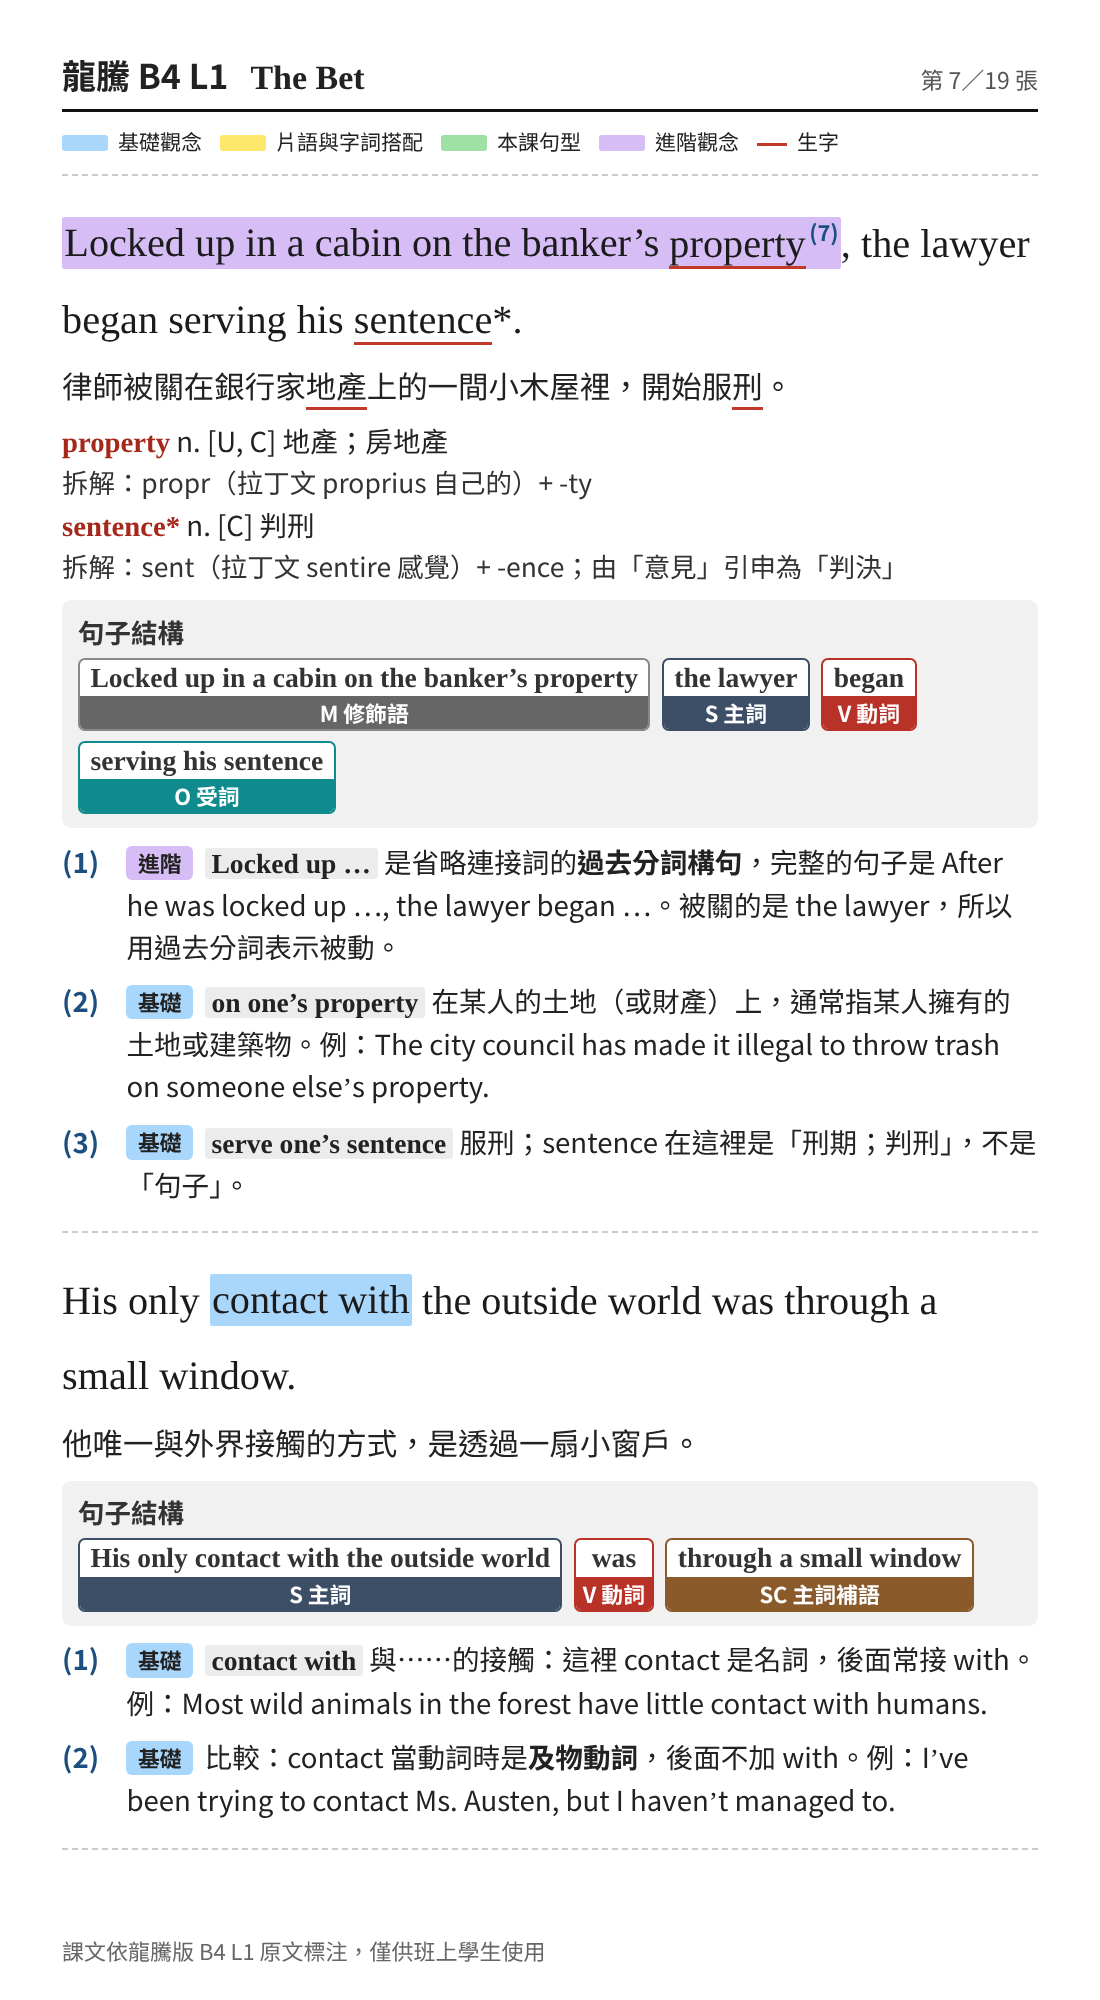 龍騰 B4 L1 The Bet
第 7／19 張
基礎觀念 片語與字詞搭配 本課句型 進階觀念 生字
Locked up in a cabin on the banker’s property(7), the lawyer
began serving his sentence*.
律師被關在銀行家地產上的一間小木屋裡，開始服刑。
property n. [U, C] 地產；房地產
拆解：propr（拉丁文 proprius 自己的）+ -ty
sentence* n. [C] 判刑
拆解：sent（拉丁文 sentire 感覺）+ -ence；由「意見」引申為「判決」
句子結構
Locked up in a cabin on the banker’s property the lawyer began
M 修飾語 S 主詞 V 動詞
serving his sentence
O 受詞
(1) 進階 Locked up … 是省略連接詞的過去分詞構句，完整的句子是 After
he was locked up …, the lawyer began …。被關的是 the lawyer，所以
用過去分詞表示被動。
(2) 基礎 on one’s property 在某人的土地（或財產）上，通常指某人擁有的
土地或建築物。例：The city council has made it illegal to throw trash
on someone else’s property.
(3) 基礎 serve one’s sentence 服刑；sentence 在這裡是「刑期；判刑」，不是
「句子」。
His only contact with the outside world was through a
small window.
他唯一與外界接觸的方式，是透過一扇小窗戶。
句子結構
His only contact with the outside world was through a small window
S 主詞 V 動詞 SC 主詞補語
(1) 基礎 contact with 與⋯⋯的接觸：這裡 contact 是名詞，後面常接 with。
例：Most wild animals in the forest have little contact with humans.
(2) 基礎 比較：contact 當動詞時是及物動詞，後面不加 with。例：I’ve
been trying to contact Ms. Austen, but I haven’t managed to.
課文依龍騰版 B4 L1 原文標注，僅供班上學生使用